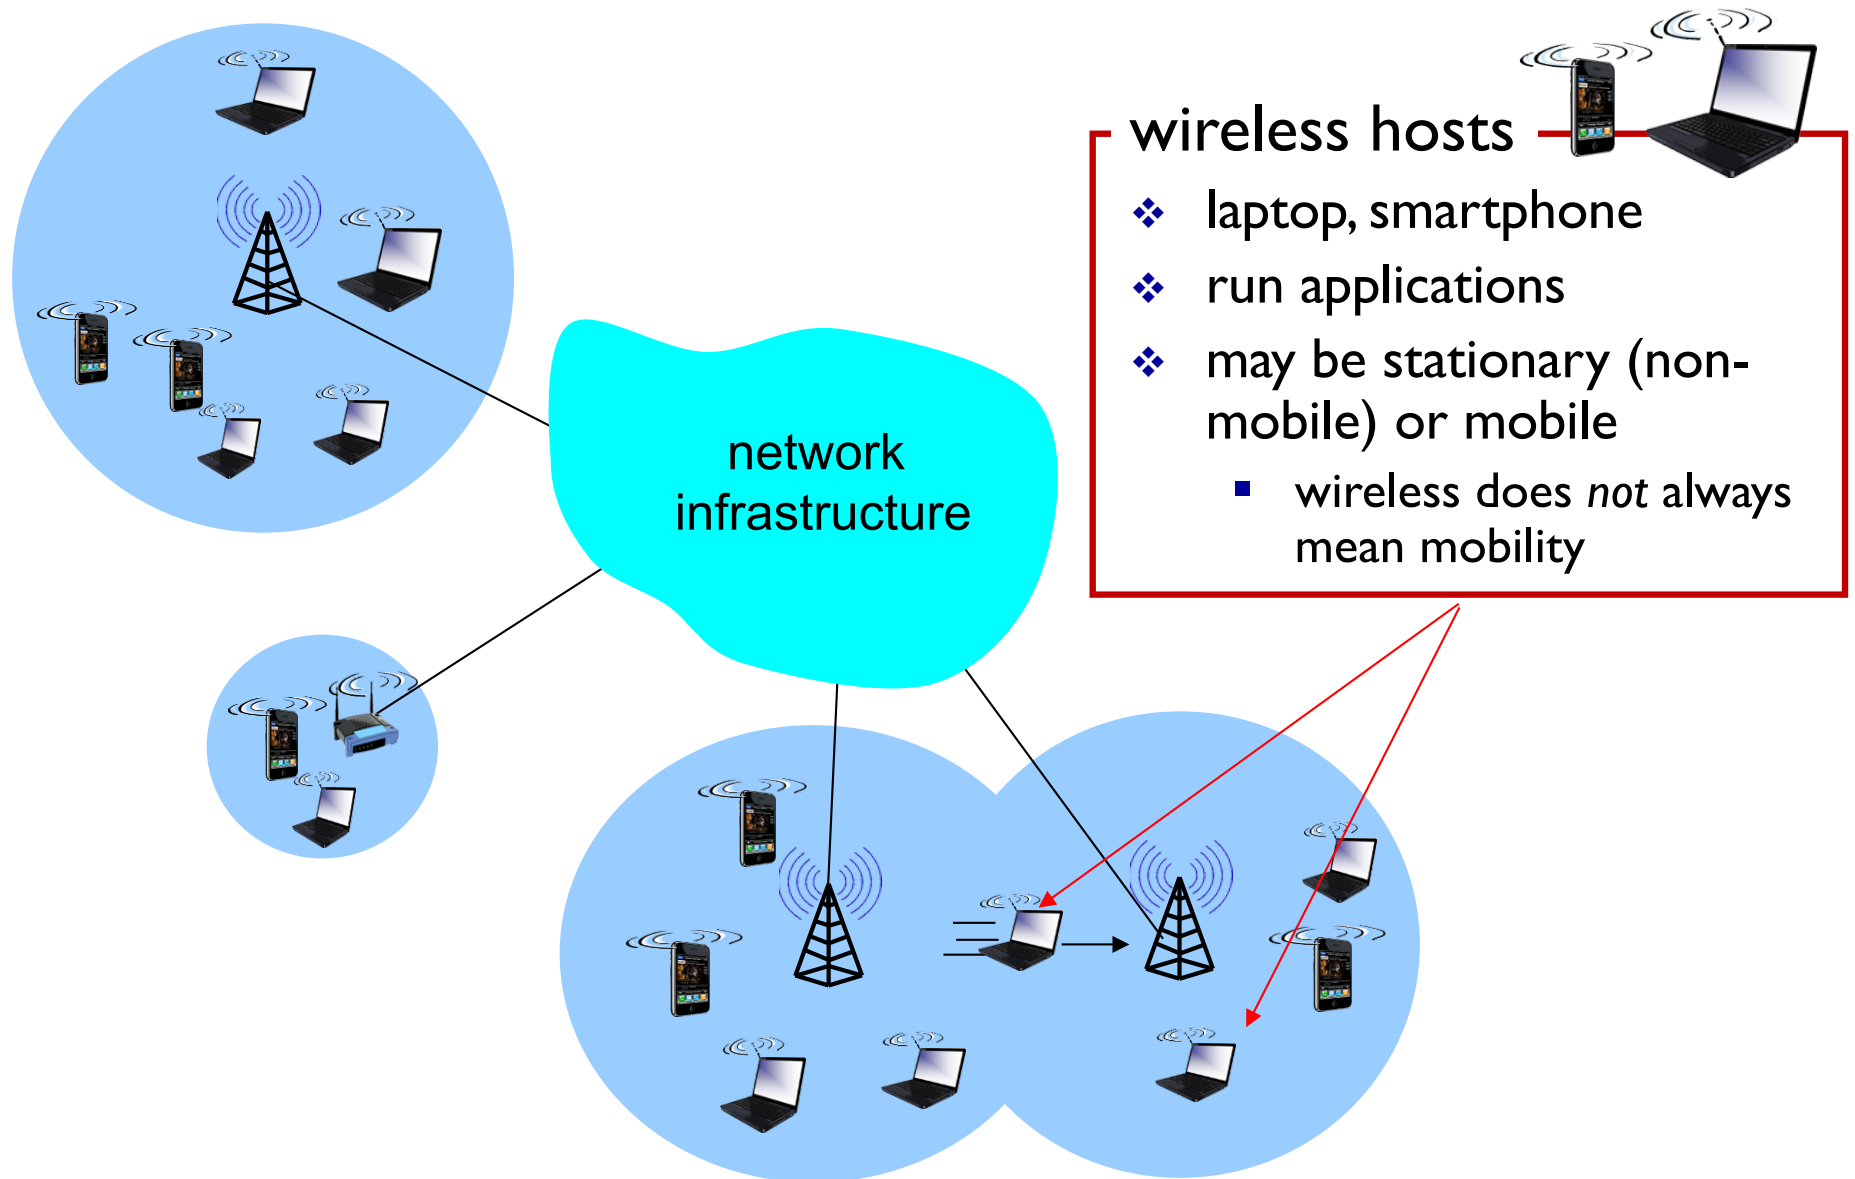 wireless hosts
❖ laptop, smartphone
❖ run applications
❖ may be stationary (non-
mobile) or mobile
▪ wireless does not always
mean mobility
network
infrastructure